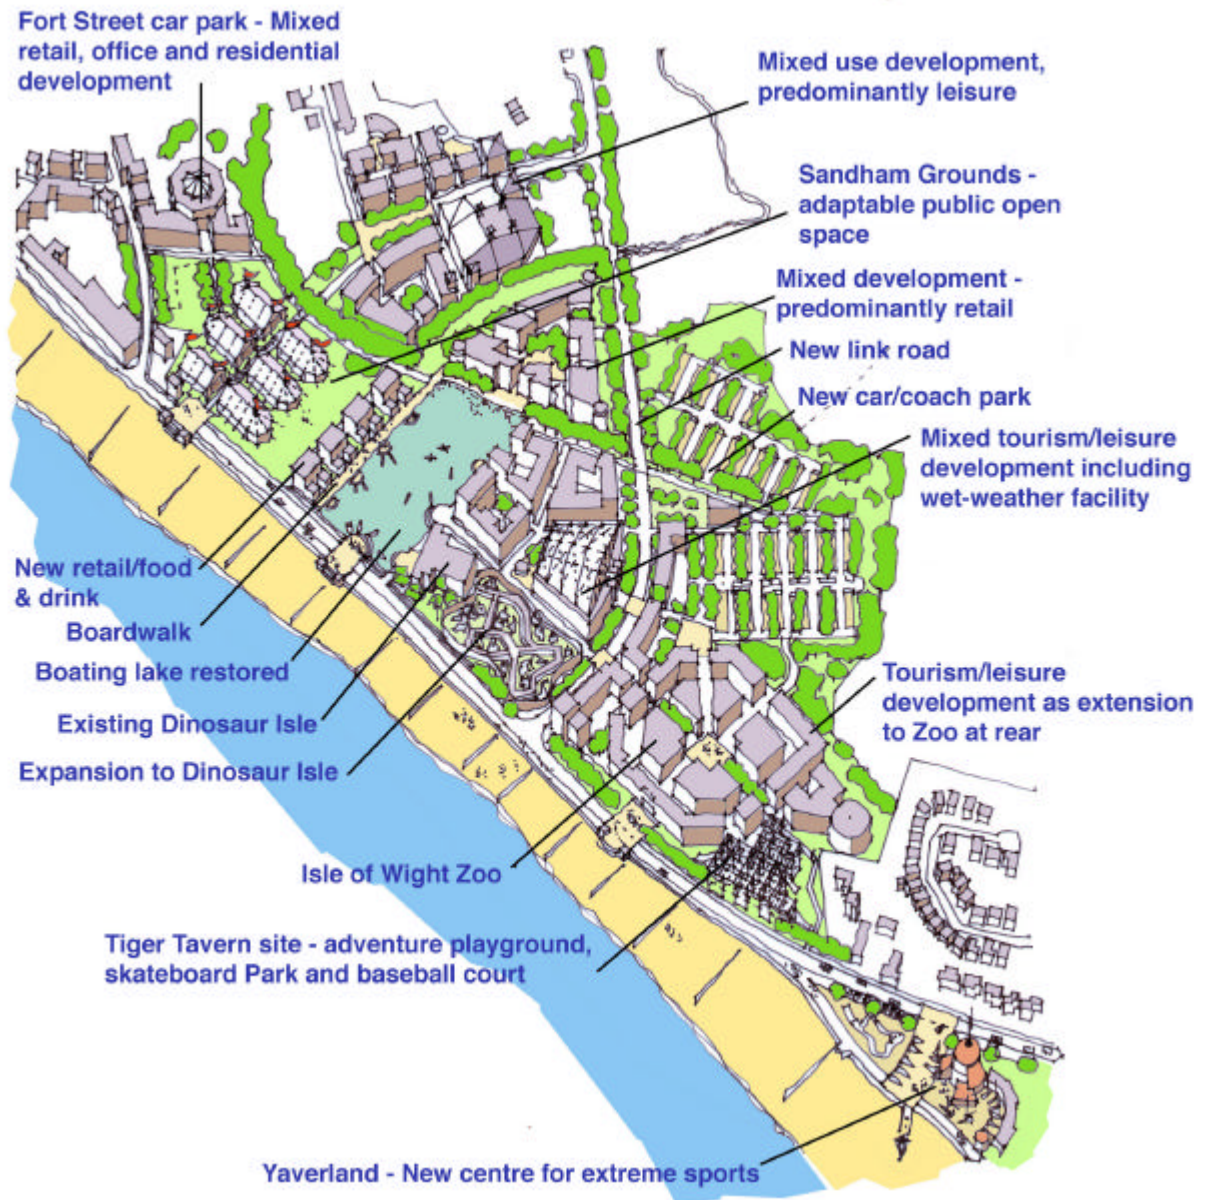 Fort Street car park - Mixed
retail, office and residential
development
Mixed use development,
predominantly leisure
Sandham Grounds -
adaptable public open
space
Mixed development -
predominantly retail
New link road
New car/coach park
Mixed tourism/leisure
development including
wet-weather facility
New retail/food
& drink
Boardwalk
Boating lake restored
Existing Dinosaur Isle
Expansion to Dinosaur Isle
Tourism/leisure
development as extension
to Zoo at rear
Isle of Wight Zoo
Tiger Tavern site - adventure playground,
skateboard Park and baseball court
Yaverland - New centre for extreme sports